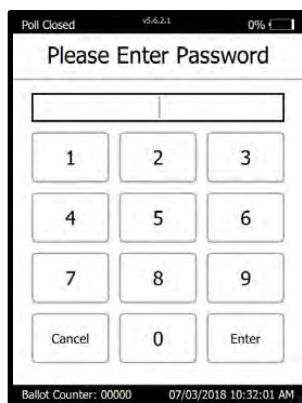 Poll Closed v5.6.2.1 0%
Please Enter Password
1 2 3
4 5 6
7 8 9
Cancel 0 Enter
Ballot Counter: 00000 07/03/2018 10:32:01 AM